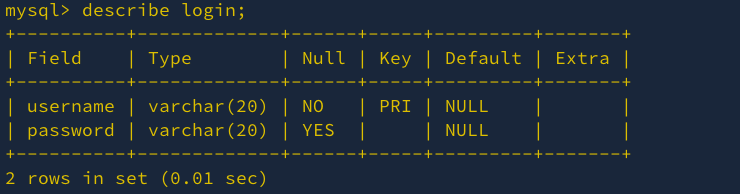 mysql> describe login;
+----------+-------------+------+-----+---------+-------+
| Field    | Type        | Null | Key | Default | Extra |
+----------+-------------+------+-----+---------+-------+
| username | varchar(20) | NO   | PRI | NULL    |       |
| password | varchar(20) | YES  |     | NULL    |       |
+----------+-------------+------+-----+---------+-------+
2 rows in set (0.01 sec)